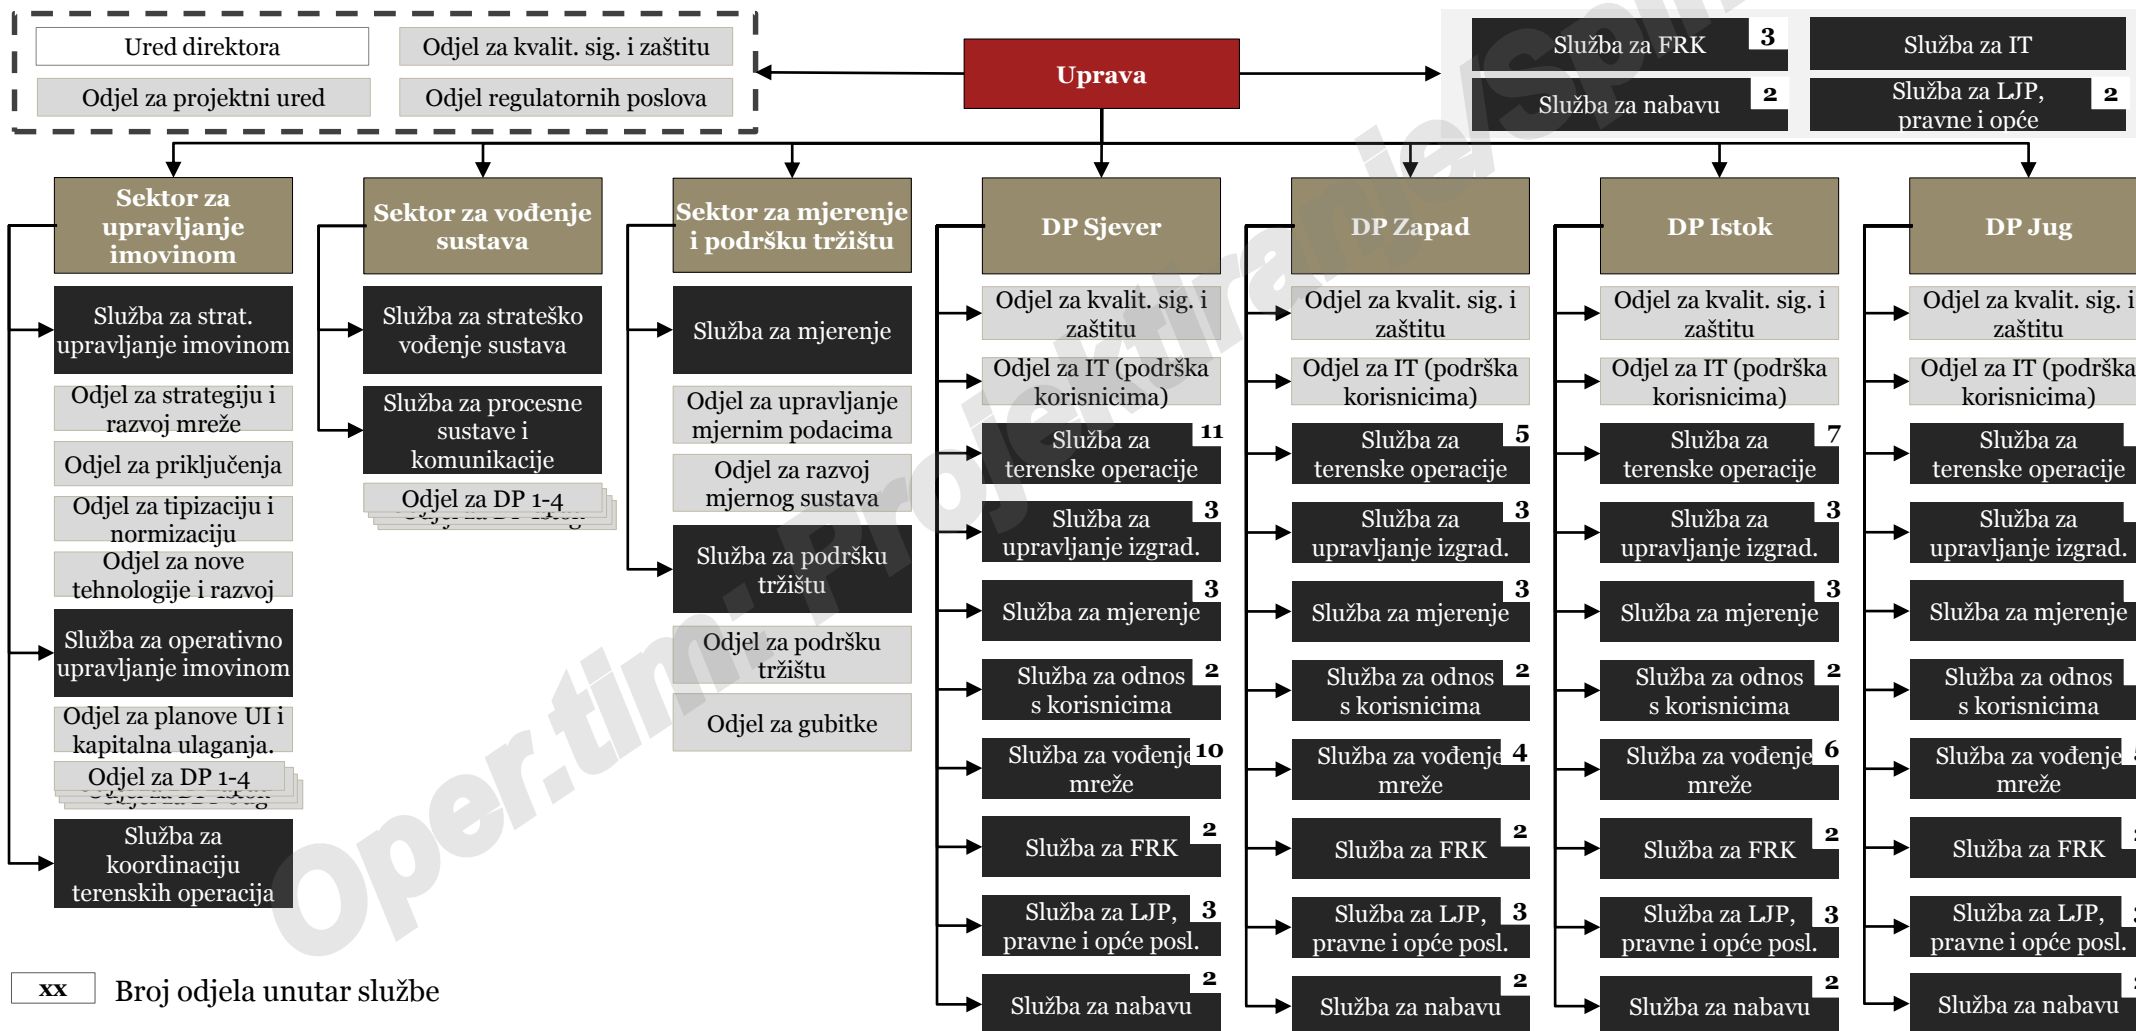 Ured direktora
Odjel za kvalit. sig. i zaštitu
Odjel za projektni ured
Odjel regulatornih poslova
Uprava
Služba za FRK
3
Služba za IT
Služba za nabavu
2
Služba za LJP,
pravne i opće
2
Sektor za
upravljanje
imovinom
Služba za strat.
upravljanje imovinom
Odjel za strategiju i
razvoj mreže
Odjel za priključenja
Odjel za tipizaciju i
normizaciju
Odjel za nove
tehnologije i razvoj
Služba za operativno
upravljanje imovinom
Odjel za planove UI i
kapitalna ulaganja.
Odjel za DP 1-4
Služba za
koordinaciju
terenskih operacija
Sektor za vođenje
sustava
Služba za strateško
vođenje sustava
Služba za procesne
sustave i
komunikacije
Odjel za DP 1-4
Sektor za mjerenje
i podršku tržištu
Služba za mjerenje
Odjel za upravljanje
mjernim podacima
Odjel za razvoj
mjernog sustava
Služba za podršku
tržištu
Odjel za podršku
tržištu
Odjel za gubitke
DP Sjever
Odjel za kvalit. sig. i
zaštitu
Odjel za IT (podrška
korisnicima)
Služba za
terenske operacije
11
Služba za
upravljanje izgrad.
3
Služba za mjerenje
3
Služba za odnos
s korisnicima
2
Služba za vođenje
mreže
10
Služba za FRK
2
Služba za LJP,
pravne i opće posl.
3
Služba za nabavu
2
DP Zapad
Odjel za kvalit. sig. i
zaštitu
Odjel za IT (podrška
korisnicima)
Služba za
terenske operacije
5
Služba za
upravljanje izgrad.
3
Služba za mjerenje
3
Služba za odnos
s korisnicima
2
Služba za vođenje
mreže
4
Služba za FRK
2
Služba za LJP,
pravne i opće posl.
3
Služba za nabavu
2
DP Istok
Odjel za kvalit. sig. i
zaštitu
Odjel za IT (podrška
korisnicima)
Služba za
terenske operacije
7
Služba za
upravljanje izgrad.
3
Služba za mjerenje
3
Služba za odnos
s korisnicima
2
Služba za vođenje
mreže
6
Služba za FRK
2
Služba za LJP,
pravne i opće posl.
3
Služba za nabavu
2
DP Jug
Odjel za kvalit. sig. i
zaštitu
Odjel za IT (podrška
korisnicima)
Služba za
terenske operacije
Služba za
upravljanje izgrad.
Služba za mjerenje
Služba za odnos
s korisnicima
Služba za vođenje
mreže
Služba za FRK
Služba za LJP,
pravne i opće posl.
Služba za nabavu
xx
Broj odjela unutar službe
Oper.tim: Projektiranje/